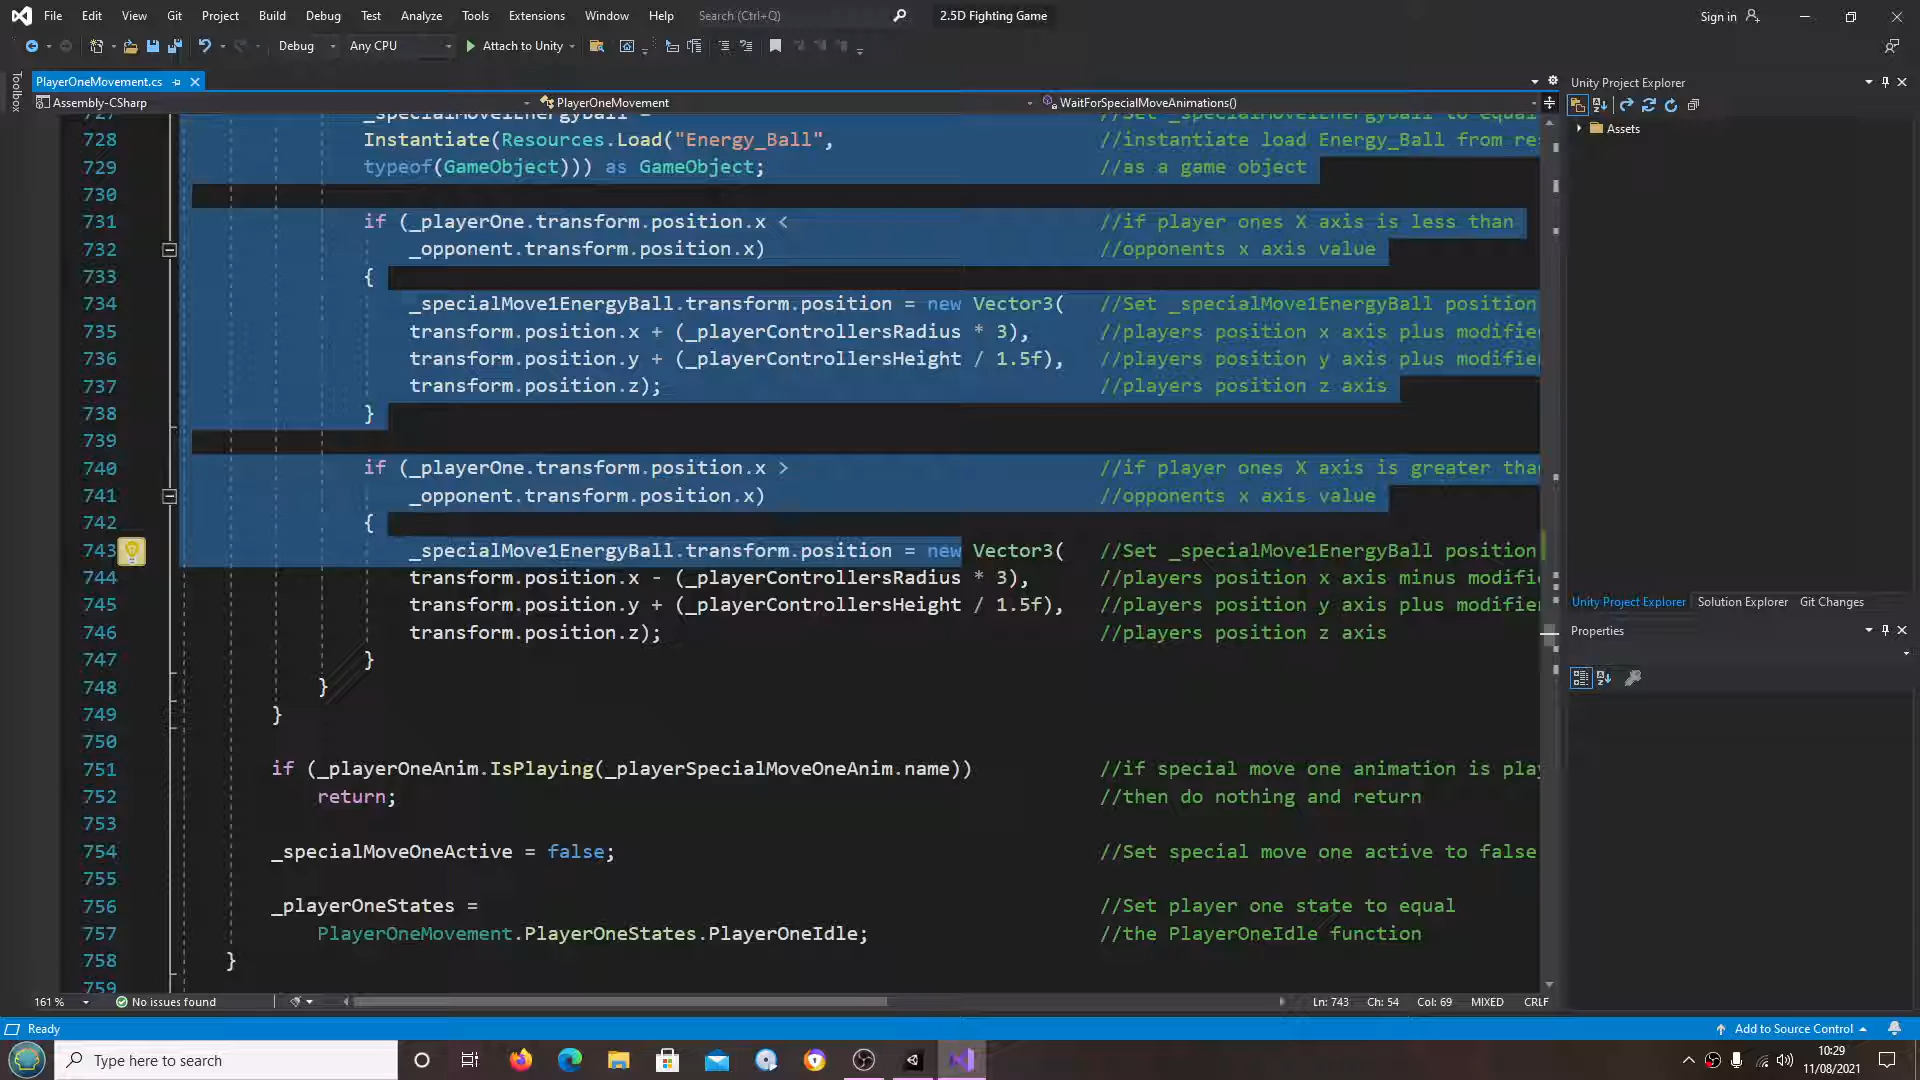 File Edit View Git Project Build Debug Test Analyze Tools Extensions Window Help Search (Ctrl+Q) 2.5D Fighting Game Sign in
Debug Any CPU Attach to Unity
Toolbox
PlayerOneMovement.cs
Unity Project Explorer
Assembly-CSharp PlayerOneMovement WaitForSpecialMoveAnimations()
Assets
727 _specialMove1EnergyBall = //Set _specialMove1EnergyBall to equal
728 Instantiate(Resources.Load("Energy_Ball", //instantiate load Energy_Ball from re
729 typeof(GameObject))) as GameObject; //as a game object
730
731 if (_playerOne.transform.position.x < //if player ones X axis is less than
732 _opponent.transform.position.x) //opponents x axis value
733 {
734 _specialMove1EnergyBall.transform.position = new Vector3( //Set _specialMove1EnergyBall position
735 transform.position.x + (_playerControllersRadius * 3), //players position x axis plus modifie
736 transform.position.y + (_playerControllersHeight / 1.5f), //players position y axis plus modifie
737 transform.position.z); //players position z axis
738 }
739
740 if (_playerOne.transform.position.x > //if player ones X axis is greater tha
741 _opponent.transform.position.x) //opponents x axis value
742 {
743 _specialMove1EnergyBall.transform.position = new Vector3( //Set _specialMove1EnergyBall position
744 transform.position.x - (_playerControllersRadius * 3), //players position x axis minus modifi
745 transform.position.y + (_playerControllersHeight / 1.5f), //players position y axis plus modifie
746 transform.position.z); //players position z axis
747 }
748 }
749 }
750
751 if (_playerOneAnim.IsPlaying(_playerSpecialMoveOneAnim.name)) //if special move one animation is play
752 return; //then do nothing and return
753
754 _specialMoveOneActive = false; //Set special move one active to false
755
756 _playerOneStates = //Set player one state to equal
757 PlayerOneMovement.PlayerOneStates.PlayerOneIdle; //the PlayerOneIdle function
758 }
759
Unity Project Explorer Solution Explorer Git Changes
Properties
161 % No issues found Ln: 743 Ch: 54 Col: 69 MIXED CRLF
Ready Add to Source Control
Type here to search
10:29
11/08/2021